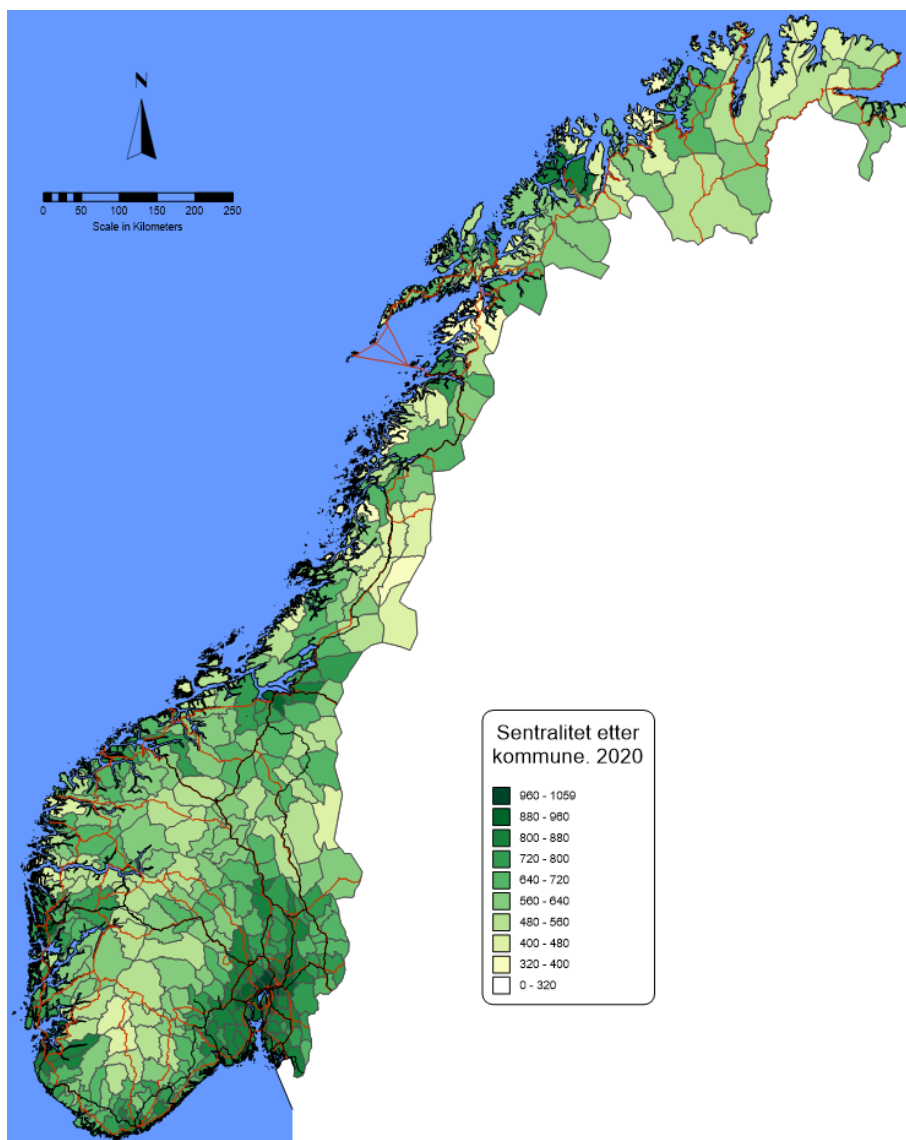 N
0 50 100 150 200 250
Scale in Kilometers
Sentralitet etter
kommune. 2020
960 - 1059
880 - 960
800 - 880
720 - 800
640 - 720
560 - 640
480 - 560
400 - 480
320 - 400
0 - 320